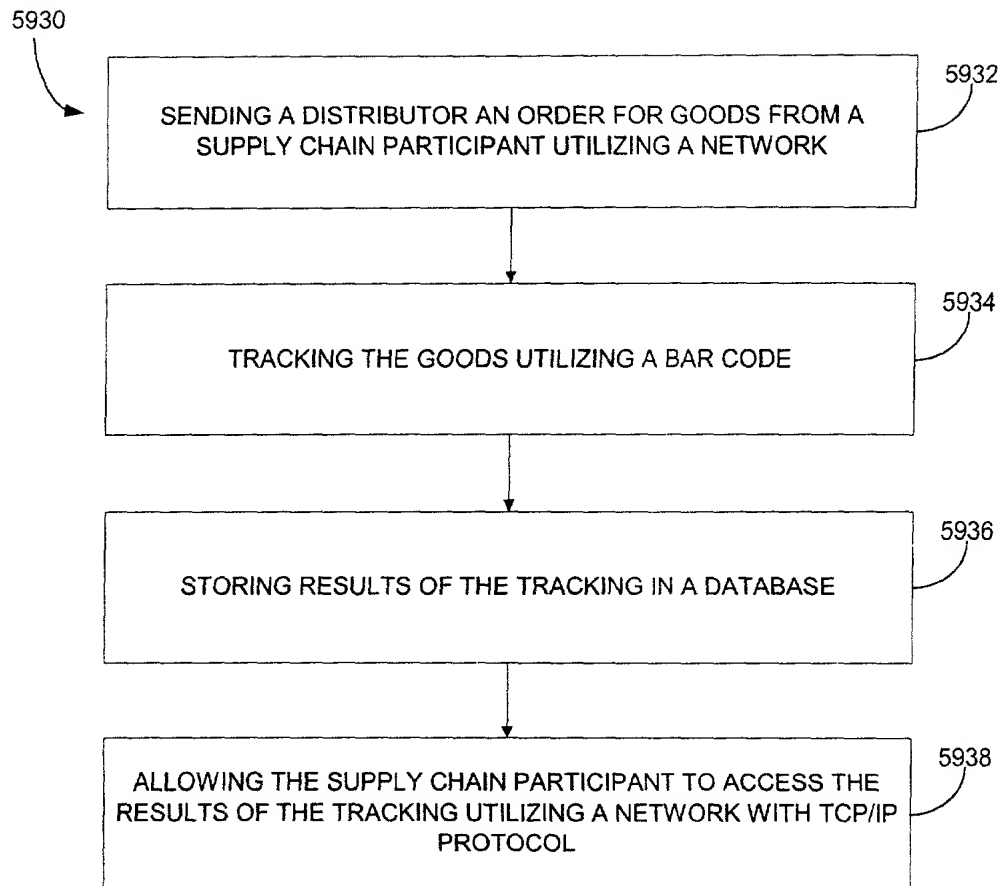 5930
5932
SENDING A DISTRIBUTOR AN ORDER FOR GOODS FROM A
SUPPLY CHAIN PARTICIPANT UTILIZING A NETWORK
5934
TRACKING THE GOODS UTILIZING A BAR CODE
5936
STORING RESULTS OF THE TRACKING IN A DATABASE
5938
ALLOWING THE SUPPLY CHAIN PARTICIPANT TO ACCESS THE
RESULTS OF THE TRACKING UTILIZING A NETWORK WITH TCP/IP
PROTOCOL